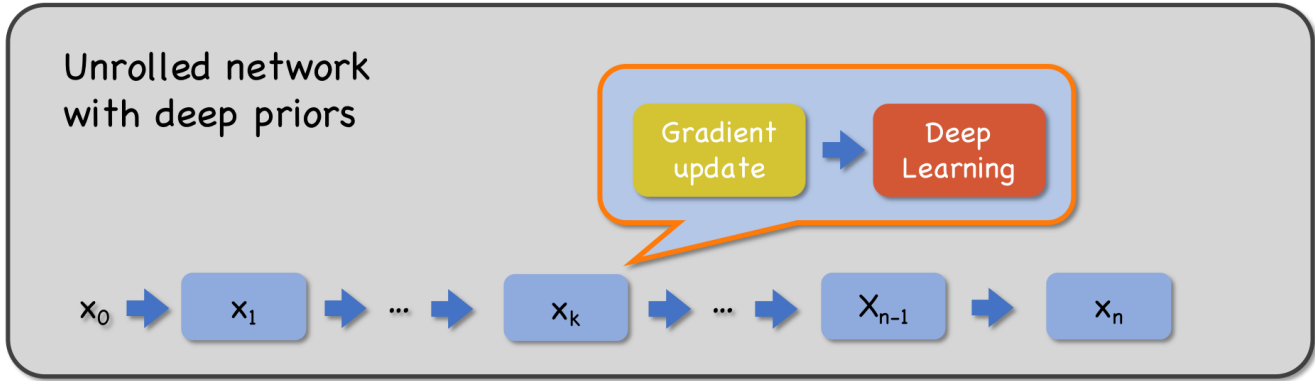 Unrolled network
with deep priors
Gradient
update
Deep
Learning
x₀
x₁
...
xₖ
...
Xₙ₋₁
xₙ